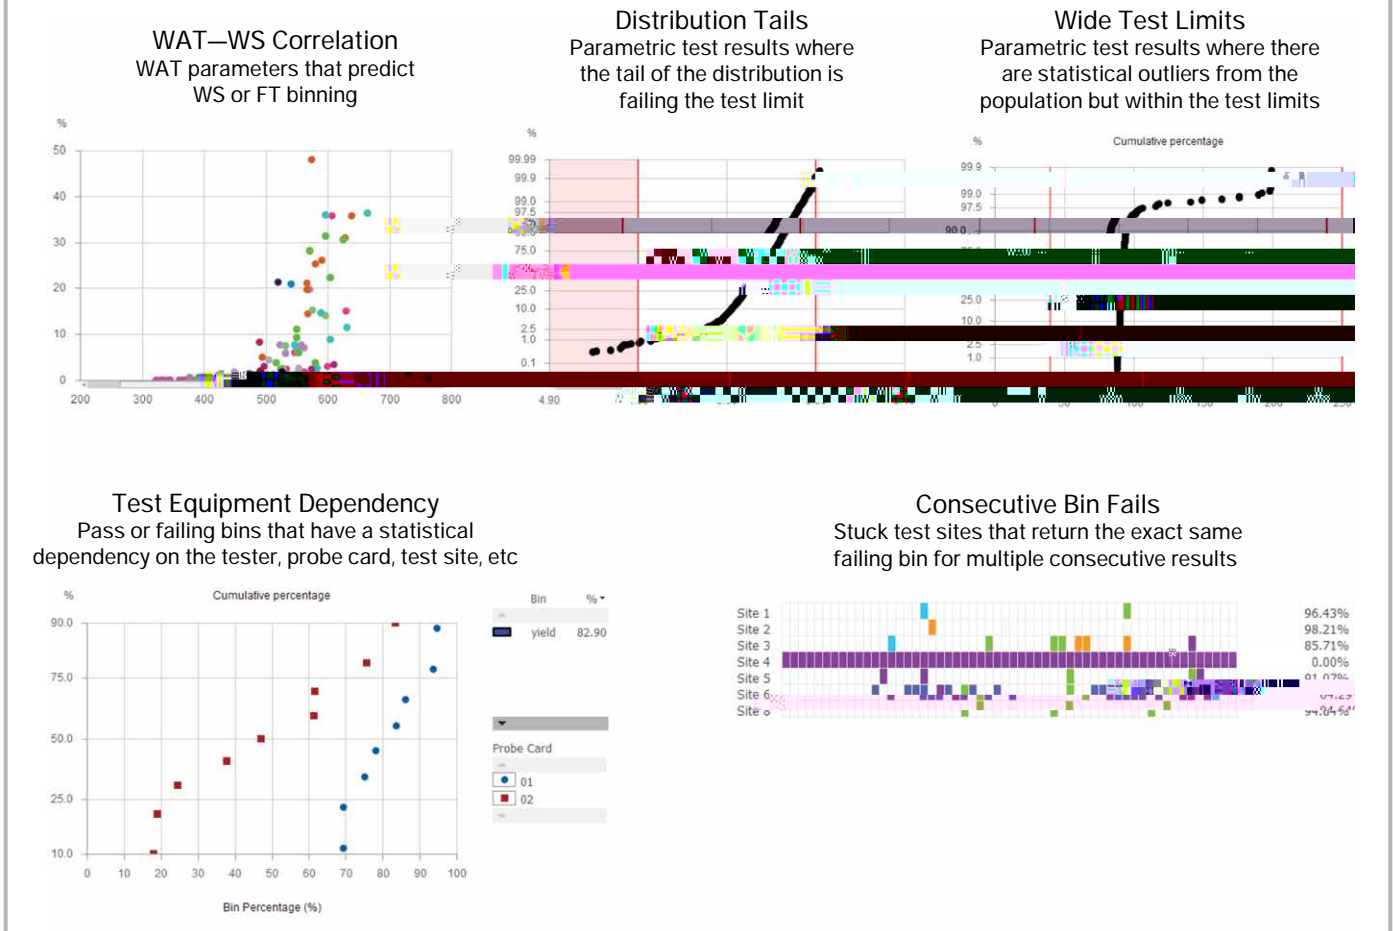 WAT—WS Correlation
WAT parameters that predict
WS or FT binning
Distribution Tails
Parametric test results where
the tail of the distribution is
failing the test limit
Wide Test Limits
Parametric test results where there
are statistical outliers from the
population but within the test limits
%
50
40
30
20
10
0
200 300 400 500 600 700 800
%
99.99
99.9
99.0
97.5
75.0
25.0
10.0
2.5
1.0
0.1
4.90
% Cumulative percentage
99.9
99.0
97.5
90.0
25.0
10.0
2.5
1.0
Test Equipment Dependency
Pass or failing bins that have a statistical
dependency on the tester, probe card, test site, etc
% Cumulative percentage
90.0
75.0
50.0
25.0
10.0
0 10 20 30 40 50 60 70 80 90 100
Bin Percentage (%)
Bin %
yield 82.90
Probe Card
01
02
Consecutive Bin Fails
Stuck test sites that return the exact same
failing bin for multiple consecutive results
Site 1 96.43%
Site 2 98.21%
Site 3 85.71%
Site 4 0.00%
Site 5 91.07%
Site 6
Site 8 94.64%